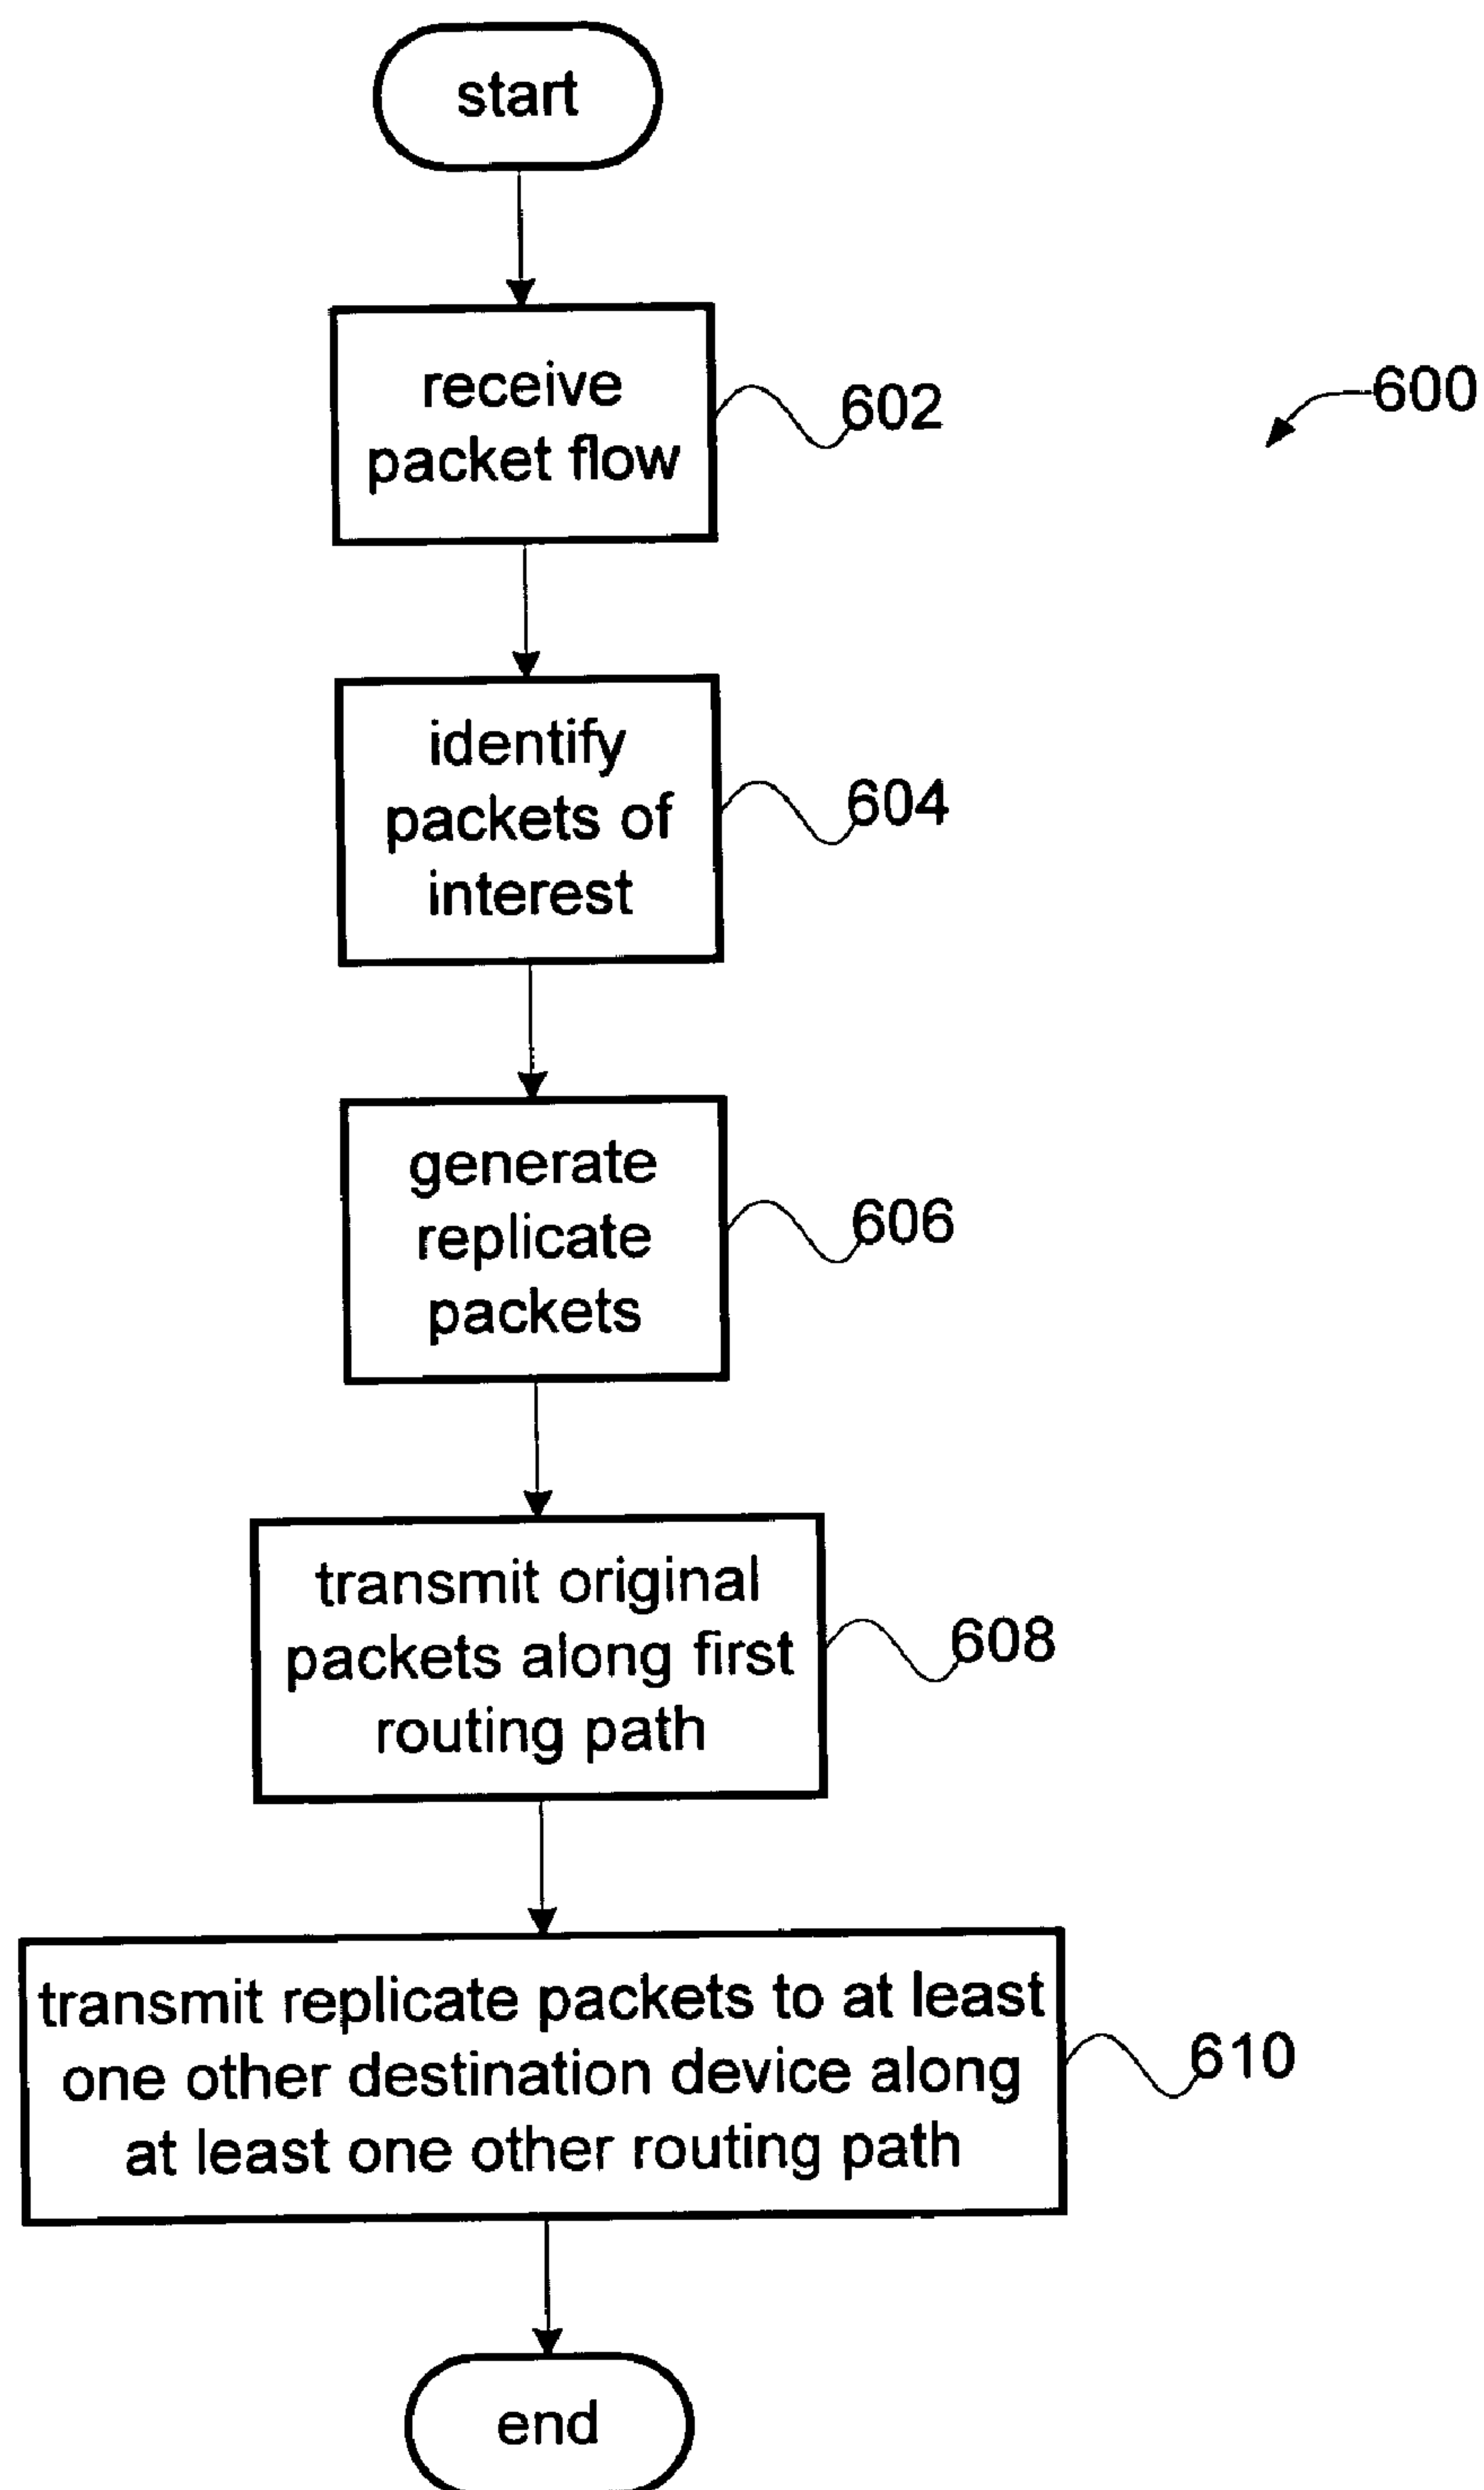 start
receive
packet flow
602
600
identify
packets of
interest
604
generate
replicate
packets
606
transmit original
packets along first
routing path
608
transmit replicate packets to at least
one other destination device along
at least one other routing path
610
end